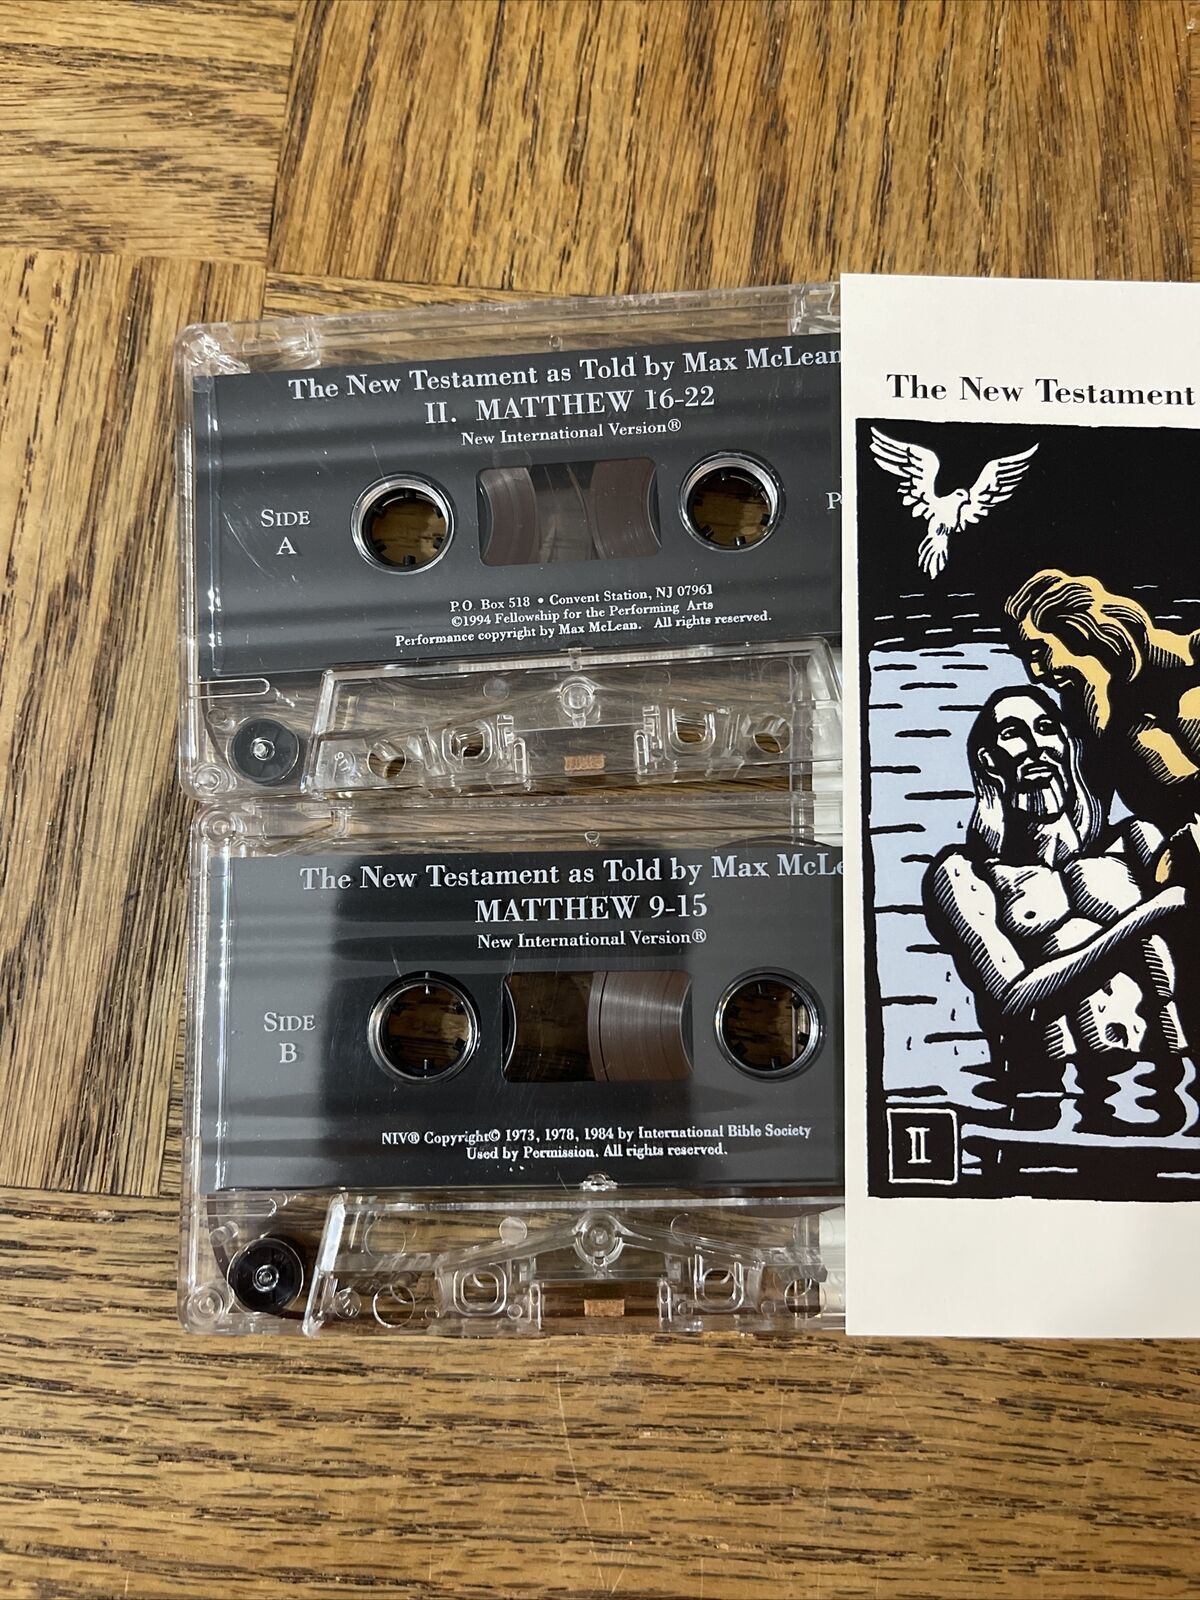 The New Testament as Told by Max McLean
II. MATTHEW 16-22
New International Version®
SIDE
A
P.O. Box 518 • Convent Station, NJ 07961
©1994 Fellowship for the Performing Arts
Performance copyright by Max McLean. All rights reserved.
The New Testament as Told by Max McLe
MATTHEW 9-15
New International Version®
SIDE
B
NIV® Copyright© 1973, 1978, 1984 by International Bible Society
Used by Permission. All rights reserved.
The New Testament
II